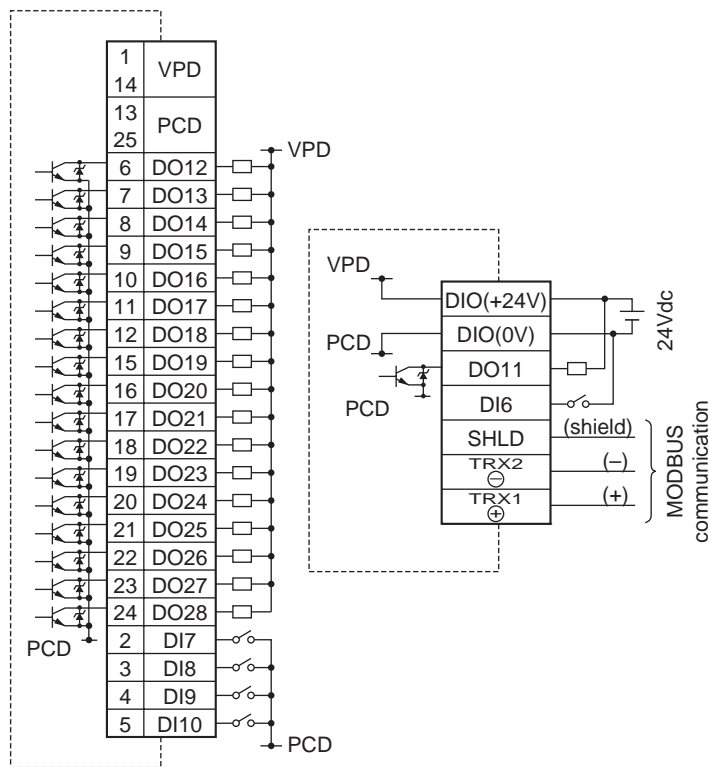 1
14
VPD
13
25
PCD
6 DO12
7 DO13
8 DO14
9 DO15
10 DO16
11 DO17
12 DO18
15 DO19
16 DO20
17 DO21
18 DO22
19 DO23
20 DO24
21 DO25
22 DO26
23 DO27
24 DO28
2 DI7
3 DI8
4 DI9
5 DI10
VPD
PCD
PCD
VPD
PCD
PCD
DIO(+24V)
DIO(0V)
DO11
DI6
SHLD
TRX2
⊖
TRX1
⊕
24Vdc
(shield)
(–)
(+)
MODBUS
communication